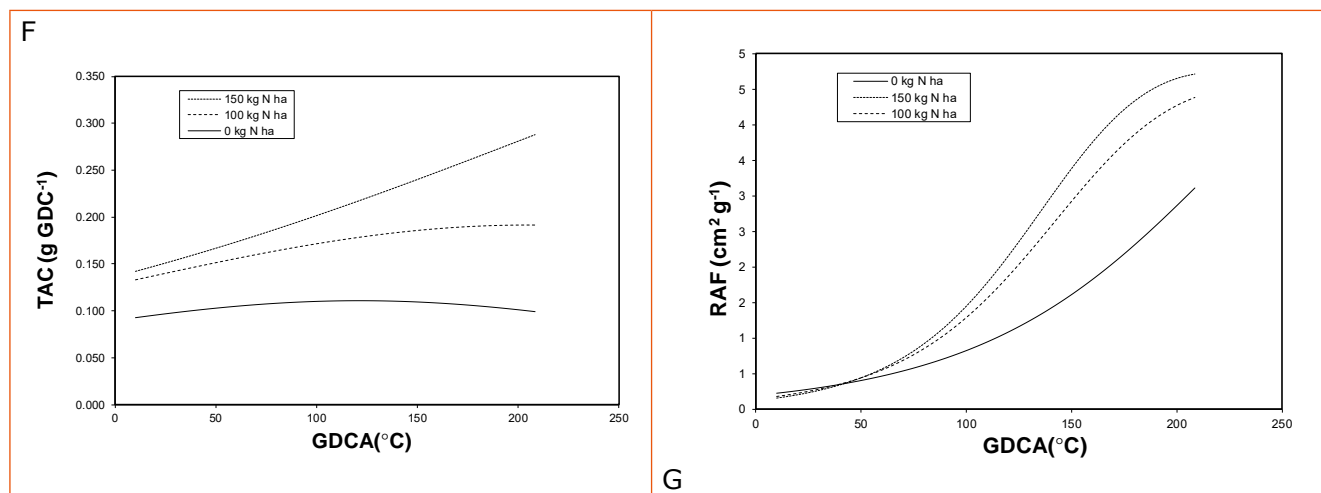 F
0.350
0.300
0.250
0.200
0.150
0.100
0.050
0.000
TAC (g GDC⁻¹)
150 kg N ha
100 kg N ha
0 kg N ha
0 50 100 150 200 250
GDCA(°C)
5
5
4
4
3
3
2
2
1
1
0
RAF (cm² g⁻¹)
0 kg N ha
150 kg N ha
100 kg N ha
0 50 100 150 200 250
GDCA(°C)
G